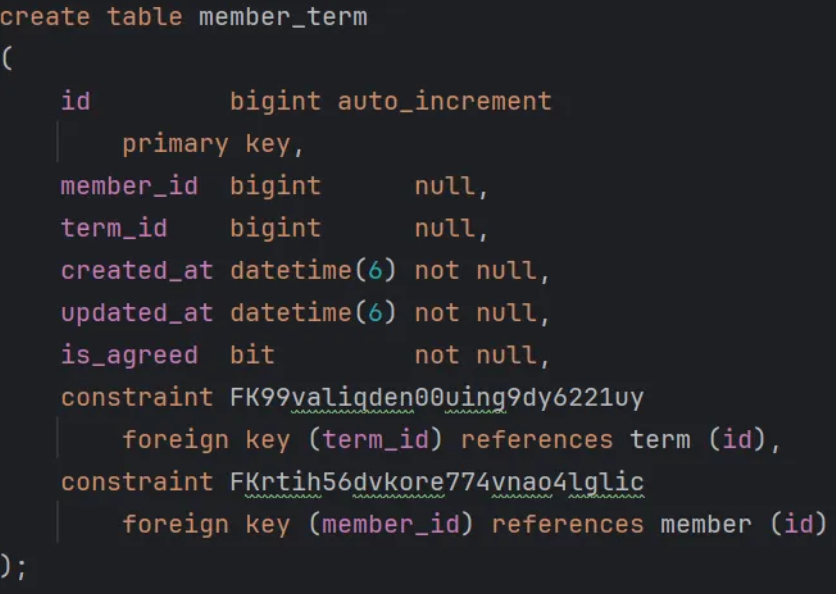 create table member_term
(
    id         bigint auto_increment
        primary key,
    member_id  bigint      null,
    term_id    bigint      null,
    created_at datetime(6) not null,
    updated_at datetime(6) not null,
    is_agreed  bit         not null,
    constraint FK99valiqden00uing9dy6221uy
        foreign key (term_id) references term (id),
    constraint FKrtih56dvkore774vnao4lglic
        foreign key (member_id) references member (id)
);